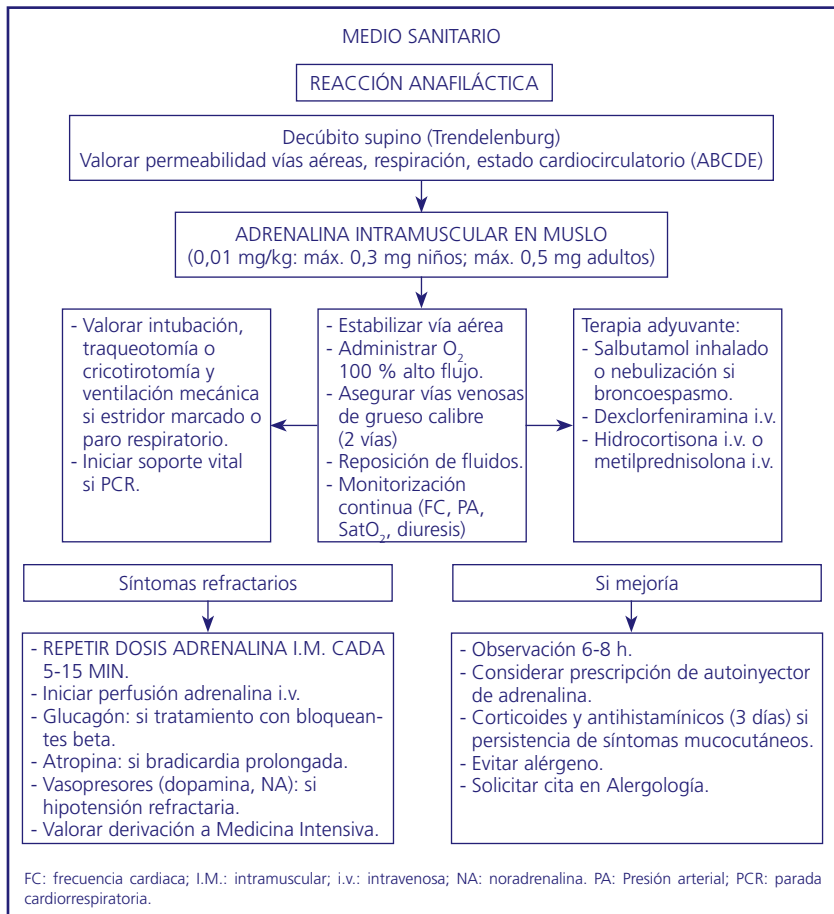 MEDIO SANITARIO
REACCIÓN ANAFILÁCTICA
Decúbito supino (Trendelenburg)
Valorar permeabilidad vías aéreas, respiración, estado cardiocirculatorio (ABCDE)
ADRENALINA INTRAMUSCULAR EN MUSLO
(0,01 mg/kg: máx. 0,3 mg niños; máx. 0,5 mg adultos)
- Valorar intubación,
traqueotomía o
cricotirotomía y
ventilación mecánica
si estridor marcado o
paro respiratorio.
- Iniciar soporte vital
si PCR.
- Estabilizar vía aérea
- Administrar O₂
100 % alto flujo.
- Asegurar vías venosas
de grueso calibre
(2 vías)
- Reposición de fluidos.
- Monitorización
continua (FC, PA,
SatO₂, diuresis)
Terapia adyuvante:
- Salbutamol inhalado
o nebulización si
broncoespasmo.
- Dexclorfeniramina i.v.
- Hidrocortisona i.v. o
metilprednisolona i.v.
Síntomas refractarios
- REPETIR DOSIS ADRENALINA I.M. CADA
5-15 MIN.
- Iniciar perfusión adrenalina i.v.
- Glucagón: si tratamiento con bloquean-
tes beta.
- Atropina: si bradicardia prolongada.
- Vasopresores (dopamina, NA): si
hipotensión refractaria.
- Valorar derivación a Medicina Intensiva.
Si mejoría
- Observación 6-8 h.
- Considerar prescripción de autoinyector
de adrenalina.
- Corticoides y antihistamínicos (3 días) si
persistencia de síntomas mucocutáneos.
- Evitar alérgeno.
- Solicitar cita en Alergología.
FC: frecuencia cardiaca; I.M.: intramuscular; i.v.: intravenosa; NA: noradrenalina. PA: Presión arterial; PCR: parada
cardiorrespiratoria.